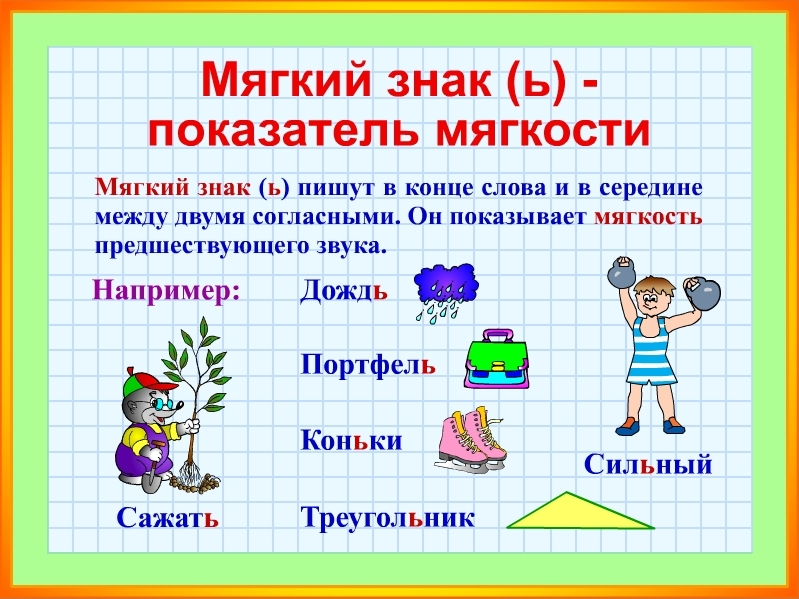 Мягкий знак (ь) -
показатель мягкости
Мягкий знак (ь) пишут в конце слова и в середине
между двумя согласными. Он показывает мягкость
предшествующего звука.
Например:
Дождь
Портфель
Коньки
Сильный
Сажать
Треугольник